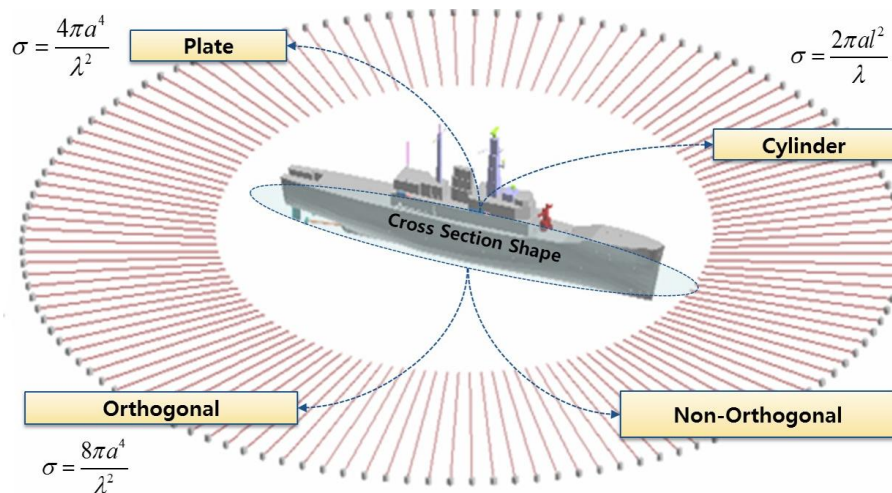 σ = 4πa⁴/λ²
Plate
σ = 2πal²/λ
Cylinder
Cross Section Shape
Orthogonal
Non-Orthogonal
σ = 8πa⁴/λ²